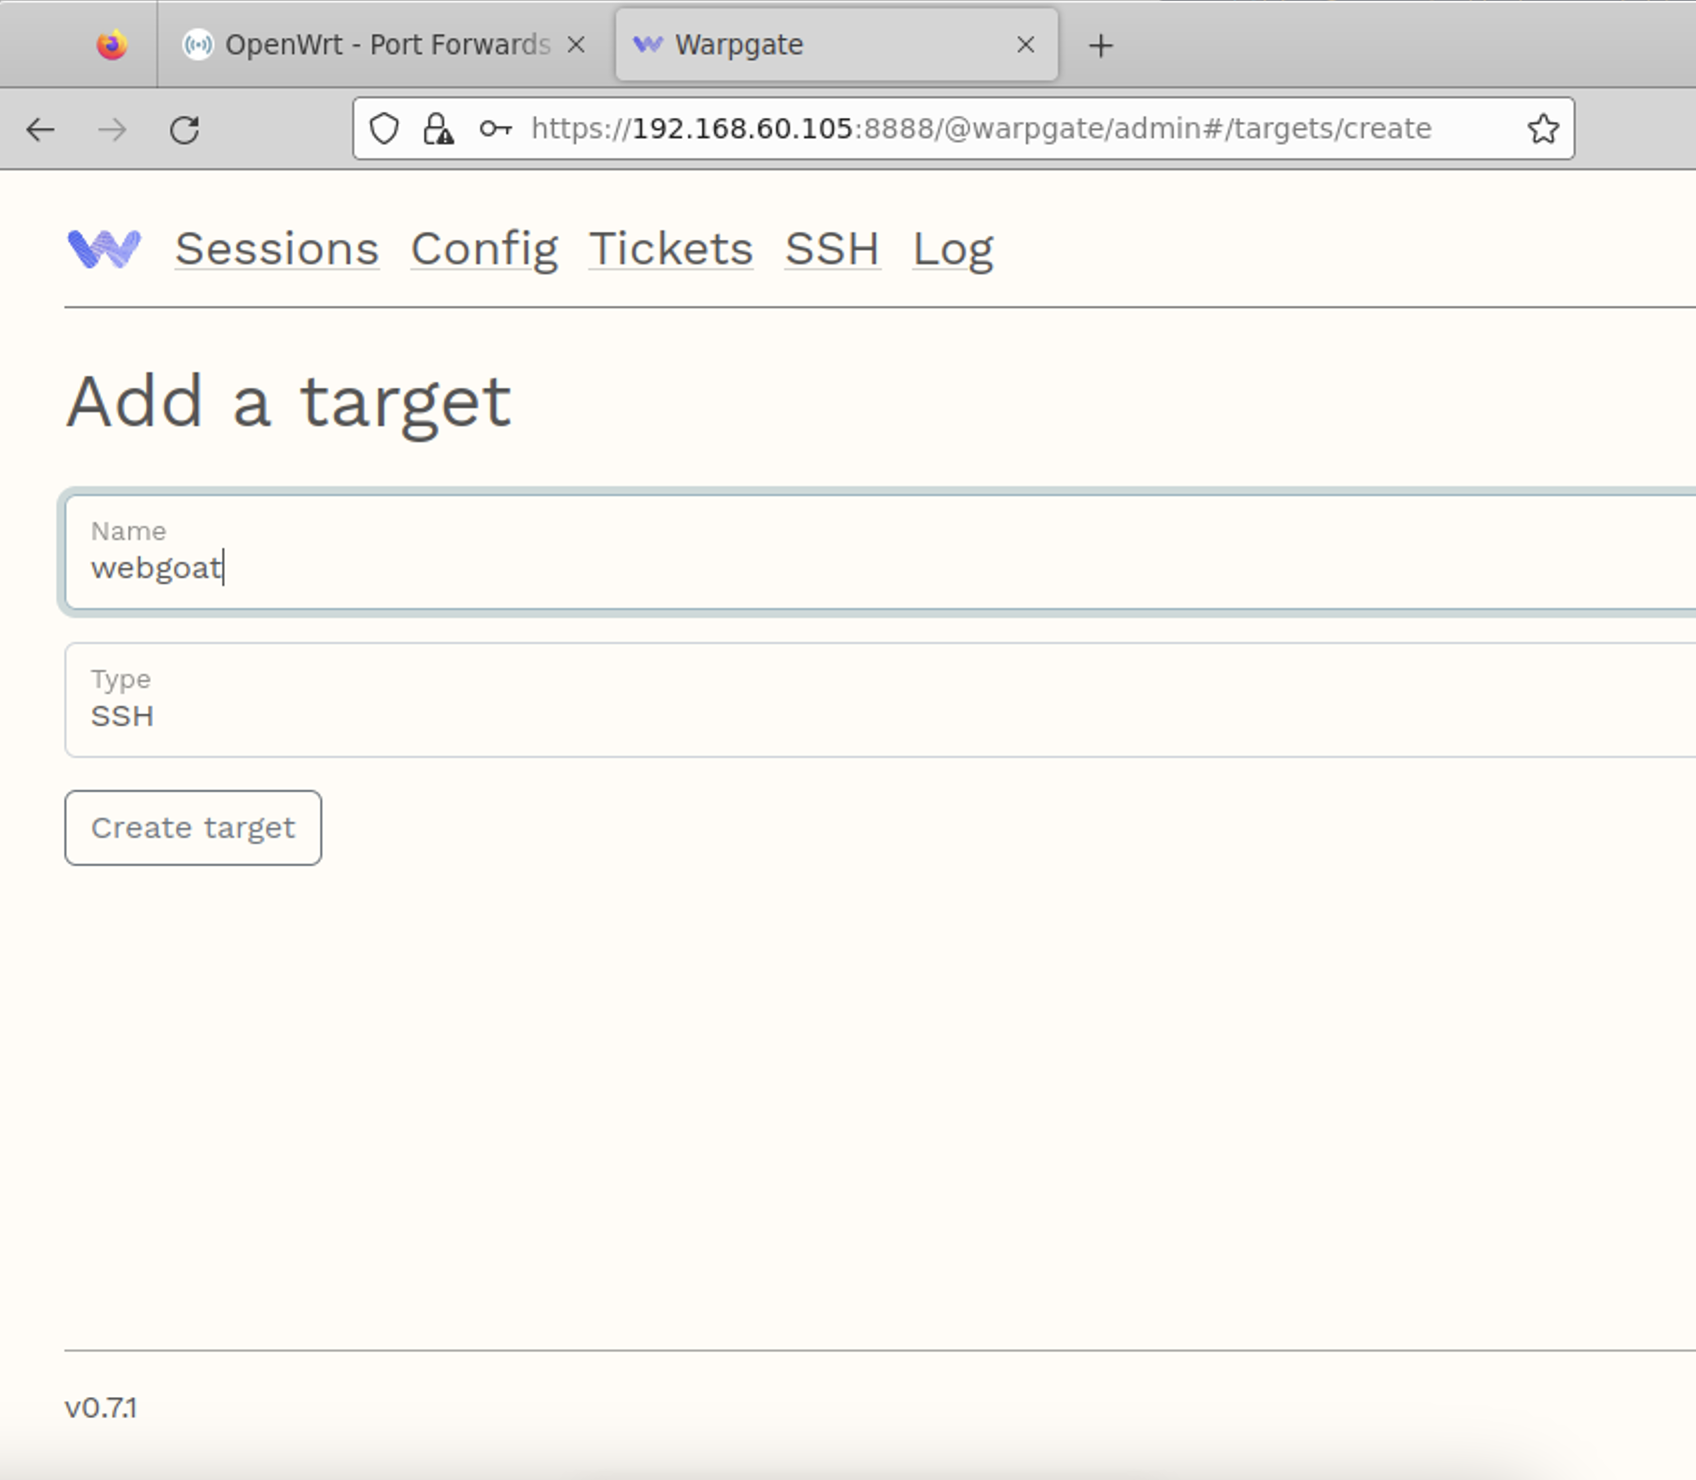 OpenWrt - Port Forwards
Warpgate
https://192.168.60.105:8888/@warpgate/admin#/targets/create
Sessions Config Tickets SSH Log
Add a target
Name
webgoat
Type
SSH
Create target
v0.7.1